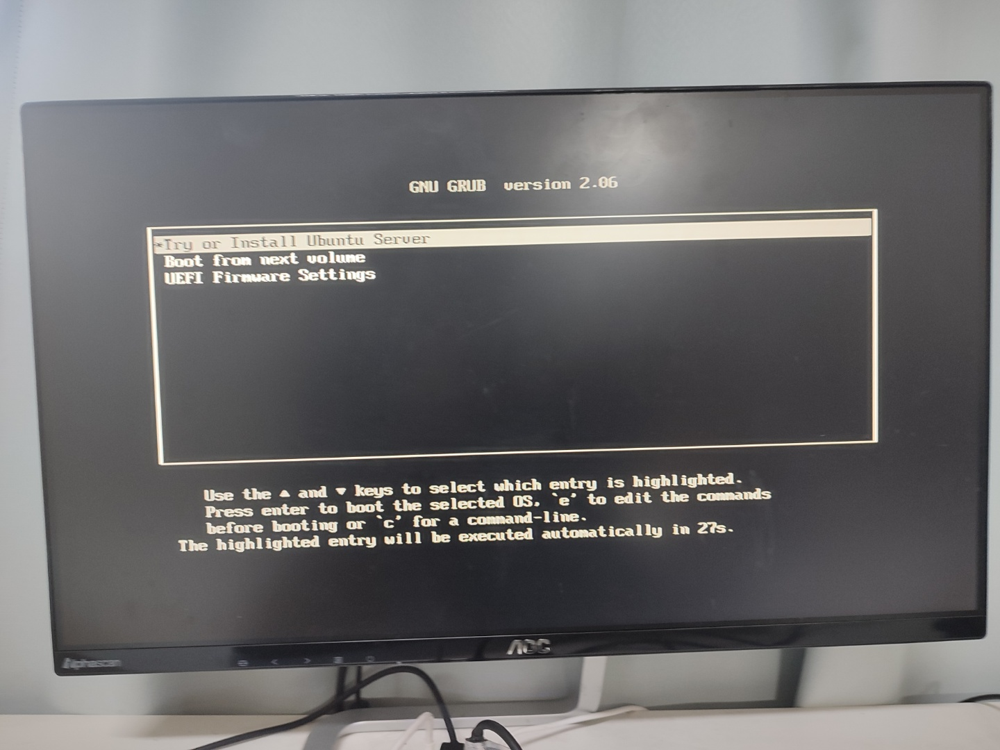 GNU GRUB version 2.06
*Try or Install Ubuntu Server
Boot from next volume
UEFI Firmware Settings
Use the ▲ and ▼ keys to select which entry is highlighted.
Press enter to boot the selected OS, `e' to edit the commands
before booting or `c' for a command-line.
The highlighted entry will be executed automatically in 27s.
AOC
Alphascan